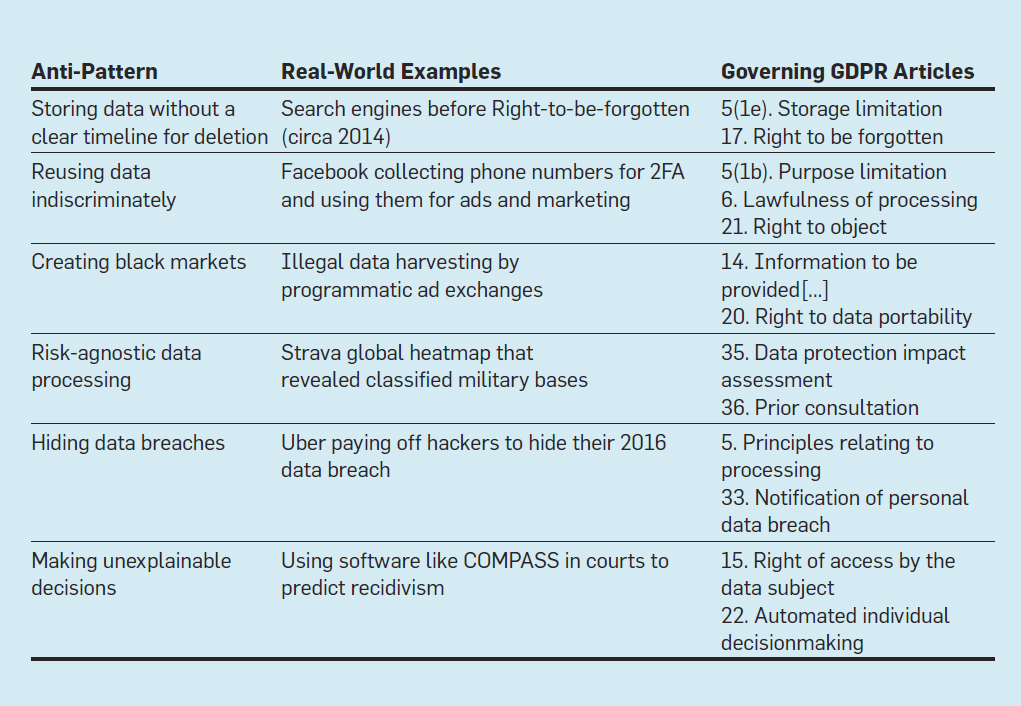 Anti-Pattern Real-World Examples Governing GDPR Articles
Storing data without a Search engines before Right-to-be-forgotten 5(1e). Storage limitation
clear timeline for deletion (circa 2014) 17. Right to be forgotten
Reusing data Facebook collecting phone numbers for 2FA 5(1b). Purpose limitation
indiscriminately and using them for ads and marketing 6. Lawfulness of processing
21. Right to object
Creating black markets Illegal data harvesting by 14. Information to be
programmatic ad exchanges provided[...]
20. Right to data portability
Risk-agnostic data Strava global heatmap that 35. Data protection impact
processing revealed classified military bases assessment
36. Prior consultation
Hiding data breaches Uber paying off hackers to hide their 2016 5. Principles relating to
data breach processing
33. Notification of personal
data breach
Making unexplainable Using software like COMPASS in courts to 15. Right of access by the
decisions predict recidivism data subject
22. Automated individual
decisionmaking